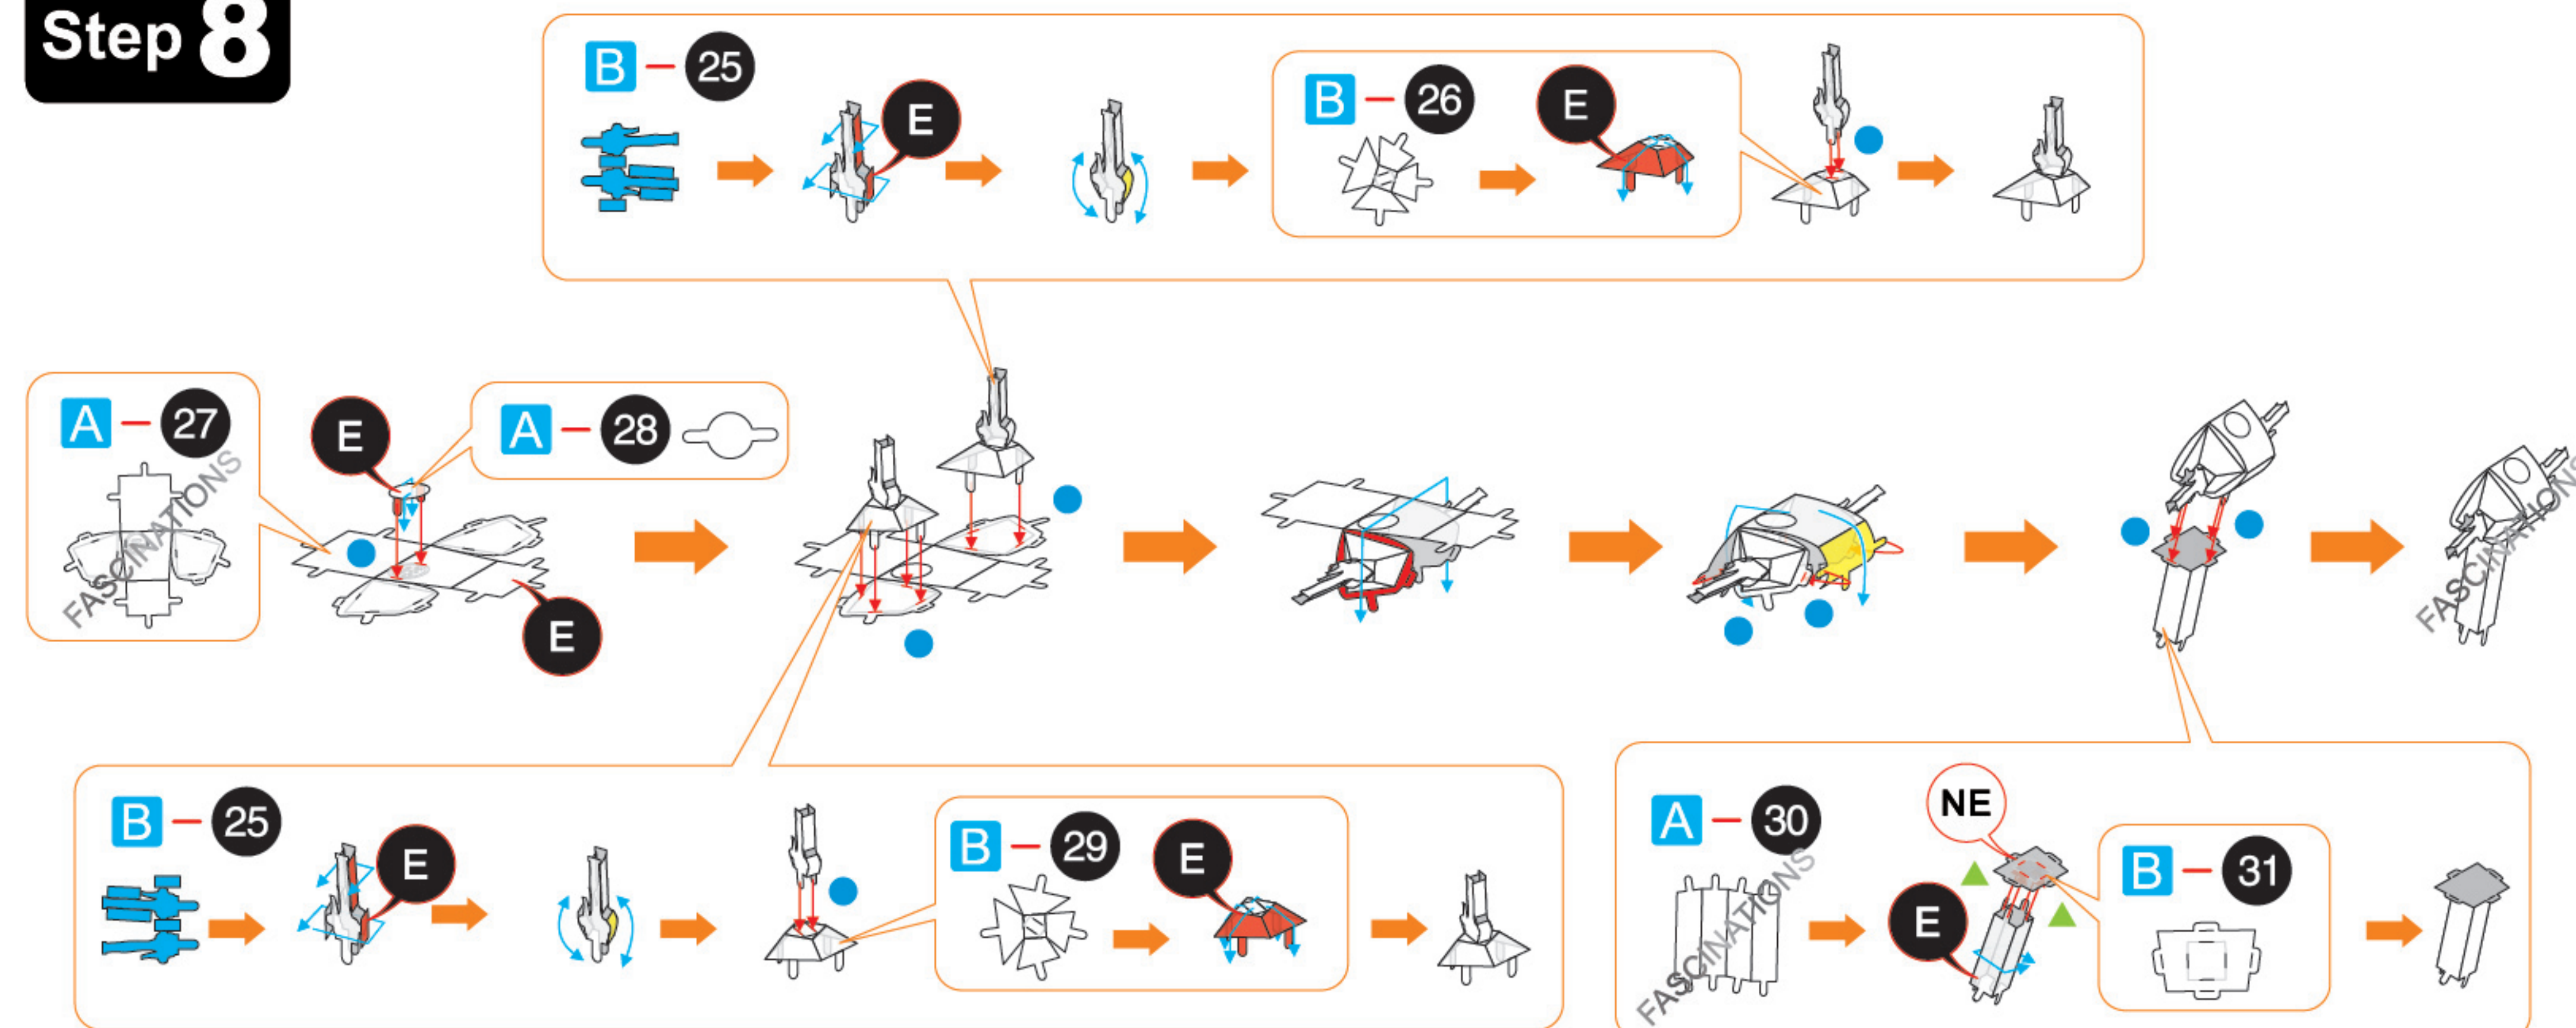 Step 8
B – 25
E
B – 26
E
A – 27
FASCINATIONS
E
A – 28
E
FASCINATIONS
B – 25
E
B – 29
E
A – 30
FASCINATIONS
NE
E
B – 31